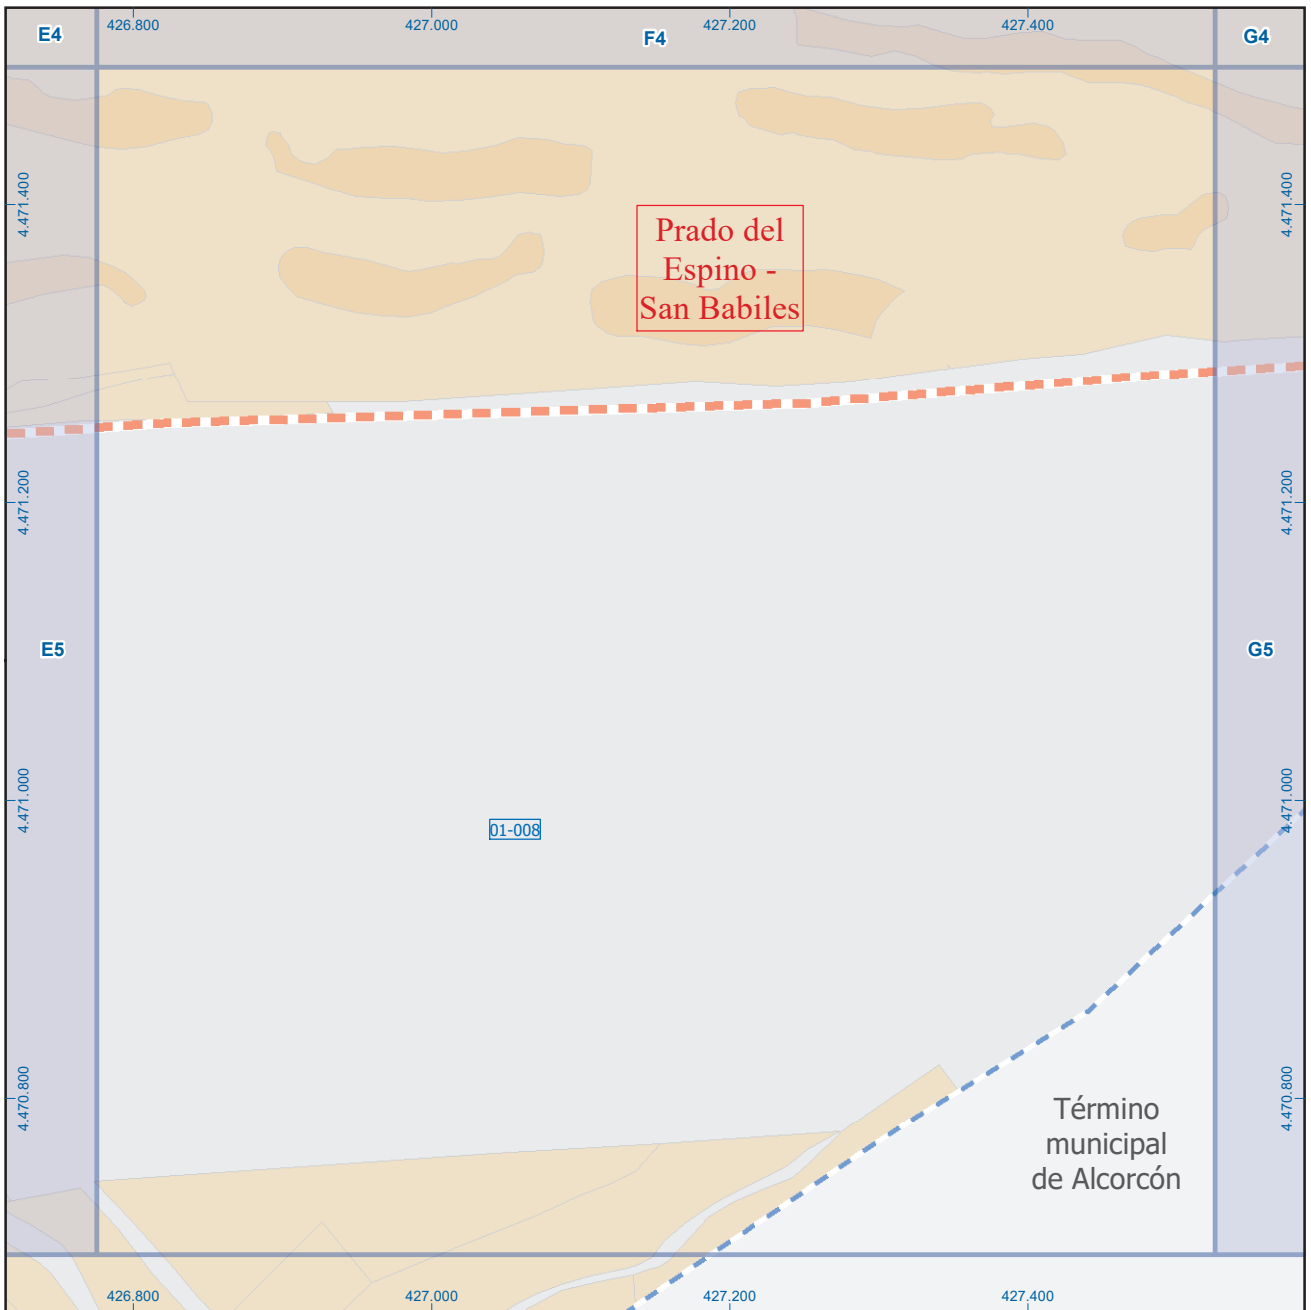 426.800
427.000
427.200
427.400
E4
F4
G4
4.471.400
4.471.400
Prado del
Espino -
San Babiles
4.471.200
4.471.200
E5
G5
4.471.000
4.471.000
01-008
4.470.800
4.470.800
Término
municipal
de Alcorcón
426.800
427.000
427.200
427.400